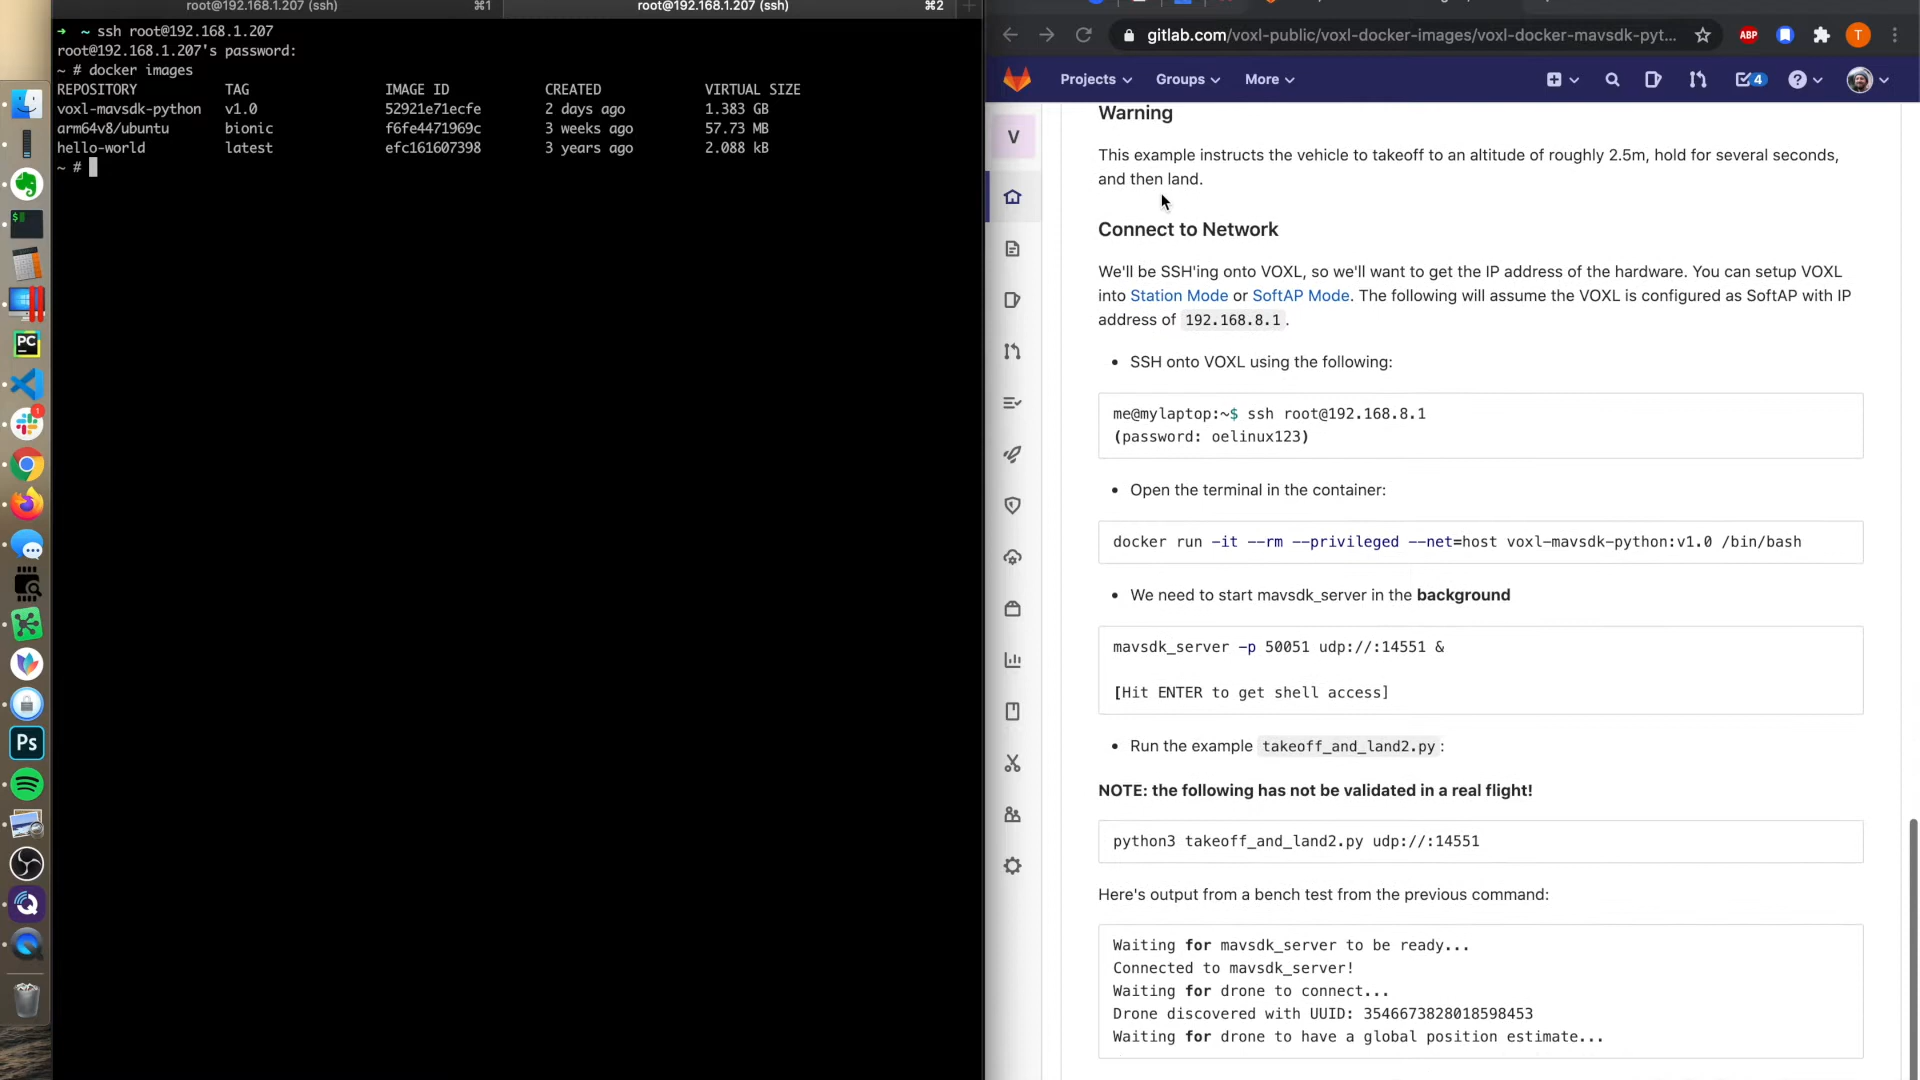 root@192.168.1.207 (ssh) ⌘1 root@192.168.1.207 (ssh) ⌘2
➜ ~ ssh root@192.168.1.207
root@192.168.1.207's password:
~ # docker images
REPOSITORY TAG IMAGE ID CREATED VIRTUAL SIZE
voxl-mavsdk-python v1.0 52921e71ecfe 2 days ago 1.383 GB
arm64v8/ubuntu bionic f6fe4471969c 3 weeks ago 57.73 MB
hello-world latest efc161607398 3 years ago 2.088 kB
~ #
$
PC
1
Ps
gitlab.com/voxl-public/voxl-docker-images/voxl-docker-mavsdk-pyt... ABP T
Projects Groups More 4
V
Warning
This example instructs the vehicle to takeoff to an altitude of roughly 2.5m, hold for several seconds,
and then land.
Connect to Network
We'll be SSH'ing onto VOXL, so we'll want to get the IP address of the hardware. You can setup VOXL
into Station Mode or SoftAP Mode. The following will assume the VOXL is configured as SoftAP with IP
address of 192.168.8.1.
• SSH onto VOXL using the following:
me@mylaptop:~$ ssh root@192.168.8.1
(password: oelinux123)
• Open the terminal in the container:
docker run -it --rm --privileged --net=host voxl-mavsdk-python:v1.0 /bin/bash
• We need to start mavsdk_server in the background
mavsdk_server -p 50051 udp://:14551 &
[Hit ENTER to get shell access]
• Run the example takeoff_and_land2.py:
NOTE: the following has not be validated in a real flight!
python3 takeoff_and_land2.py udp://:14551
Here's output from a bench test from the previous command:
Waiting for mavsdk_server to be ready...
Connected to mavsdk_server!
Waiting for drone to connect...
Drone discovered with UUID: 3546673828018598453
Waiting for drone to have a global position estimate...